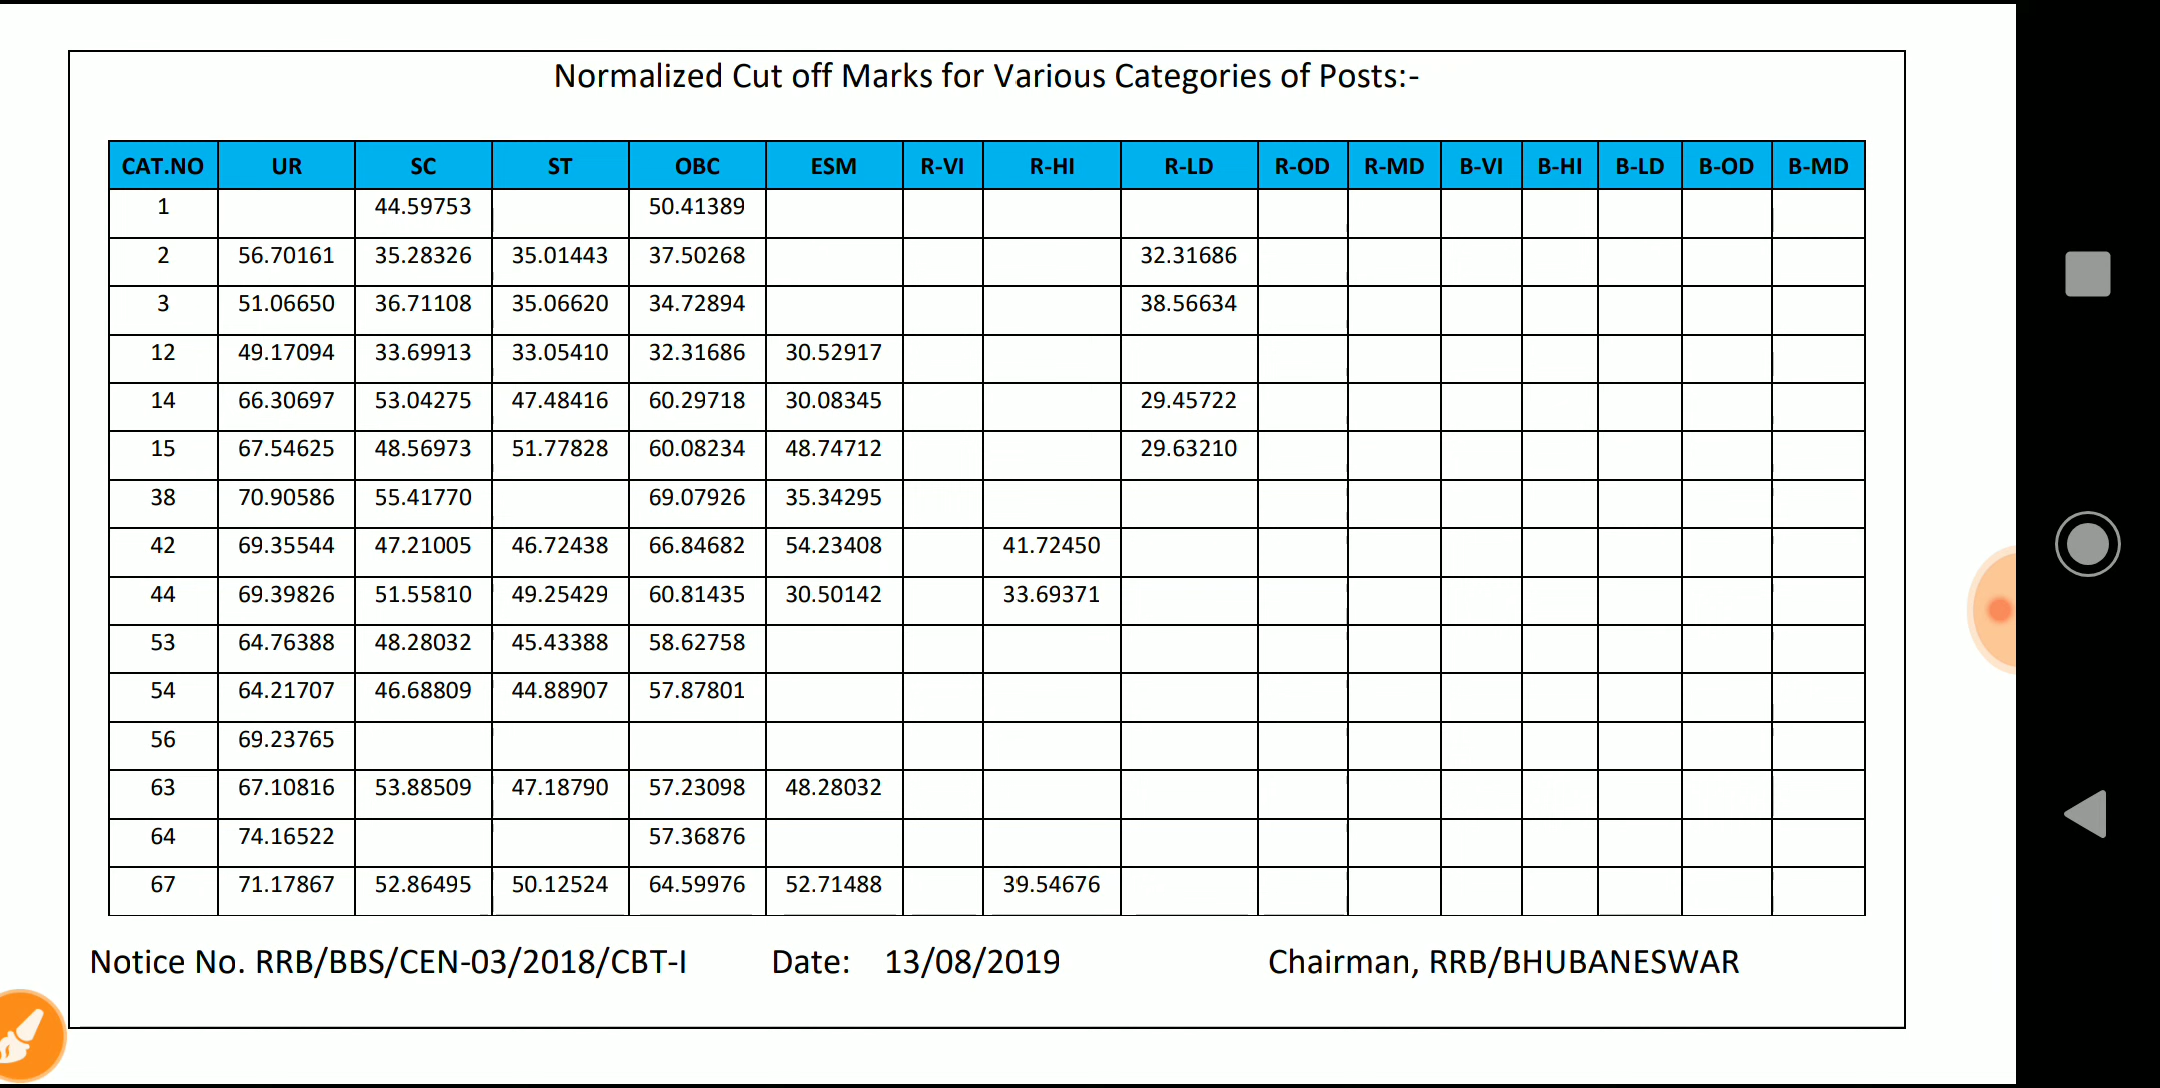 Normalized Cut off Marks for Various Categories of Posts:-
CAT.NO UR SC ST OBC ESM R-VI R-HI R-LD R-OD R-MD B-VI B-HI B-LD B-OD B-MD
1 44.59753 50.41389
2 56.70161 35.28326 35.01443 37.50268 32.31686
3 51.06650 36.71108 35.06620 34.72894 38.56634
12 49.17094 33.69913 33.05410 32.31686 30.52917
14 66.30697 53.04275 47.48416 60.29718 30.08345 29.45722
15 67.54625 48.56973 51.77828 60.08234 48.74712 29.63210
38 70.90586 55.41770 69.07926 35.34295
42 69.35544 47.21005 46.72438 66.84682 54.23408 41.72450
44 69.39826 51.55810 49.25429 60.81435 30.50142 33.69371
53 64.76388 48.28032 45.43388 58.62758
54 64.21707 46.68809 44.88907 57.87801
56 69.23765
63 67.10816 53.88509 47.18790 57.23098 48.28032
64 74.16522 57.36876
67 71.17867 52.86495 50.12524 64.59976 52.71488 39.54676
Notice No. RRB/BBS/CEN-03/2018/CBT-I Date: 13/08/2019 Chairman, RRB/BHUBANESWAR